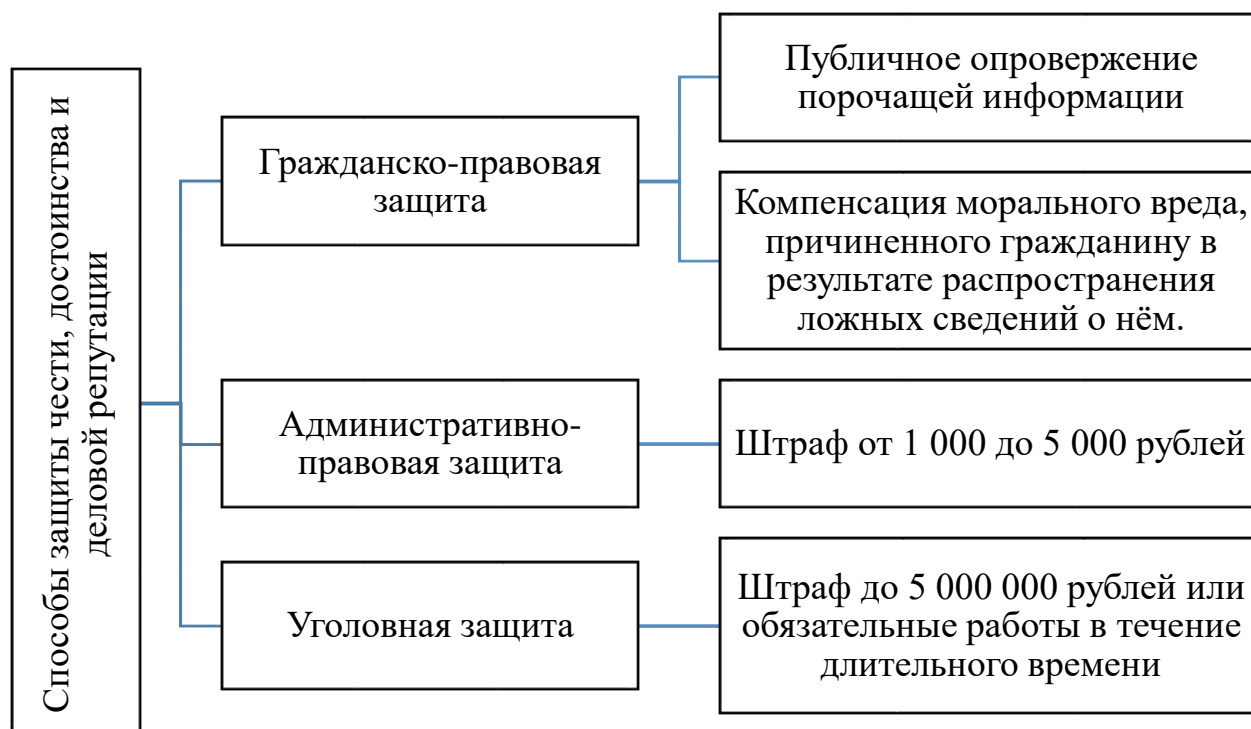 Способы защиты чести, достоинства и
деловой репутации
Гражданско-правовая
защита
Публичное опровержение
порочащей информации
Компенсация морального вреда,
причиненного гражданину в
результате распространения
ложных сведений о нём.
Административно-
правовая защита
Штраф от 1 000 до 5 000 рублей
Уголовная защита
Штраф до 5 000 000 рублей или
обязательные работы в течение
длительного времени